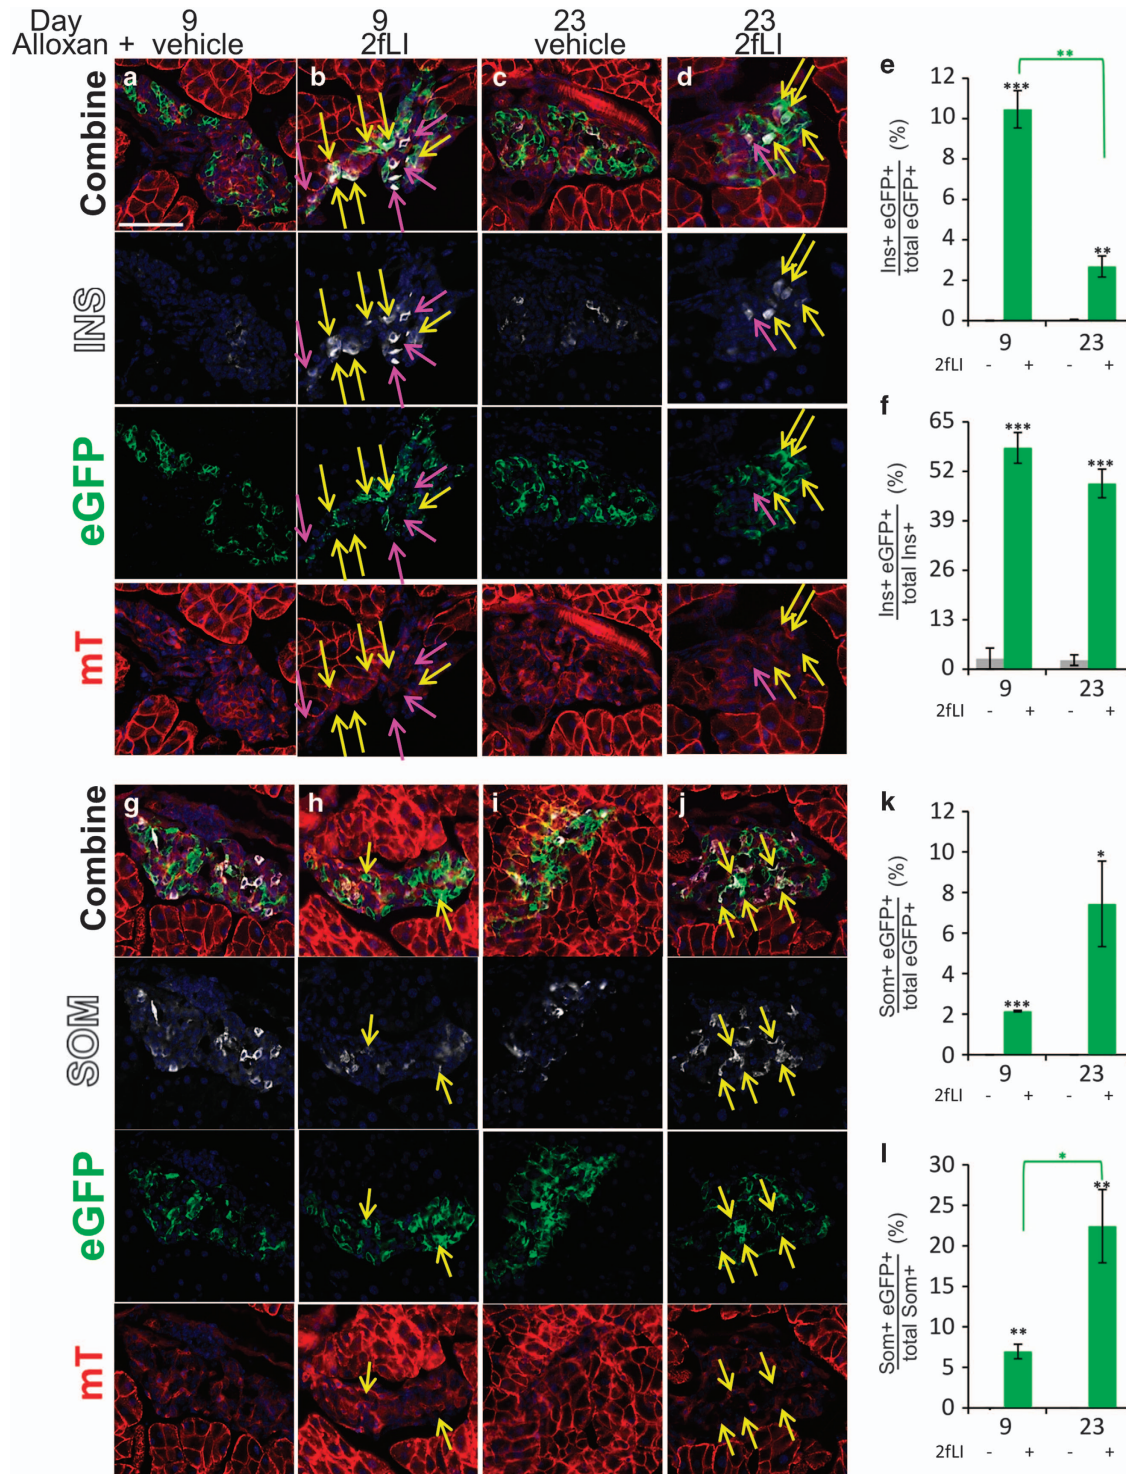 Day 9 9 23 23
Alloxan + vehicle 2fLI vehicle 2fLI
Combine
a
b
c
d
INS
eGFP
mT
e
**
12
10
8
6
4
2
0
***
**
Ins+ eGFP+ (%)
total eGFP+
9 23
2fLI - + - +
f
65
52
39
26
13
0
***
***
Ins+ eGFP+ (%)
total Ins+
9 23
2fLI - + - +
Combine
g
h
i
j
SOM
eGFP
mT
k
12
10
8
6
4
2
0
***
*
Som+ eGFP+ (%)
total eGFP+
9 23
2fLI - + - +
l
*
30
25
20
15
10
5
0
**
**
Som+ eGFP+ (%)
total Som+
9 23
2fLI - + - +